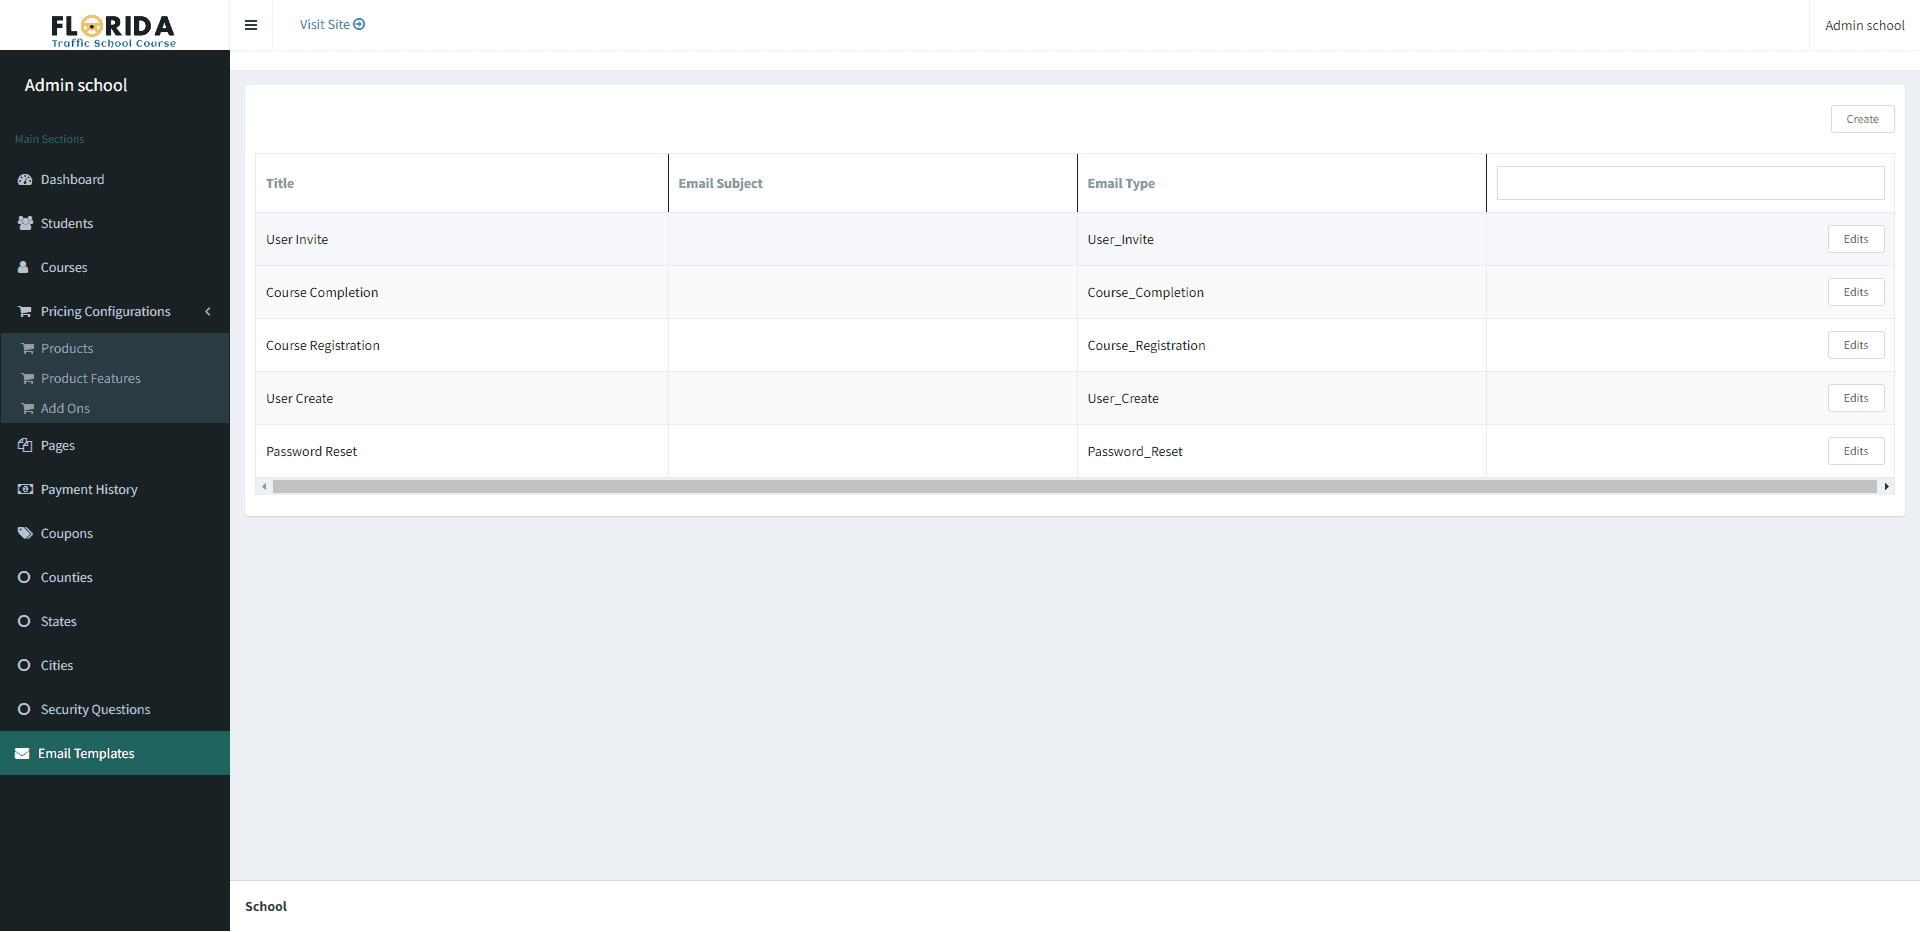 FLORIDA
Traffic School Course
Visit Site
Admin school
Admin school
Main Sections
Dashboard
Students
Courses
Pricing Configurations
Products
Product Features
Add Ons
Pages
Payment History
Coupons
Counties
States
Cities
Security Questions
Email Templates
Create
Title Email Subject Email Type
User Invite User_Invite Edits
Course Completion Course_Completion Edits
Course Registration Course_Registration Edits
User Create User_Create Edits
Password Reset Password_Reset Edits
School